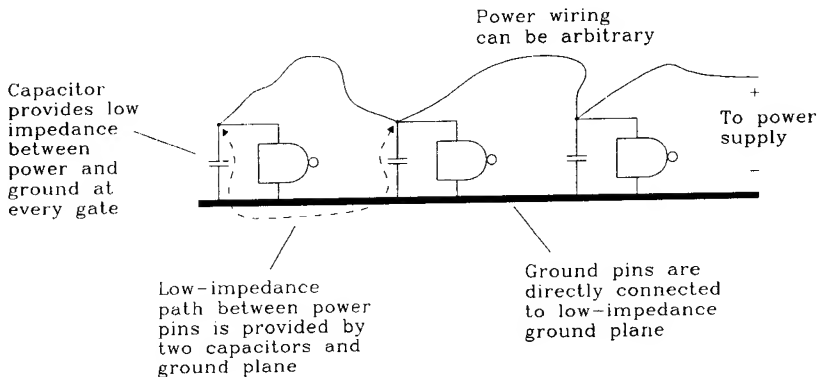 Power wiring
can be arbitrary
Capacitor
provides low
impedance
between
power and
ground at
every gate
+
To power
supply
−
Low-impedance
path between power
pins is provided by
two capacitors and
ground plane
Ground pins are
directly connected
to low-impedance
ground plane